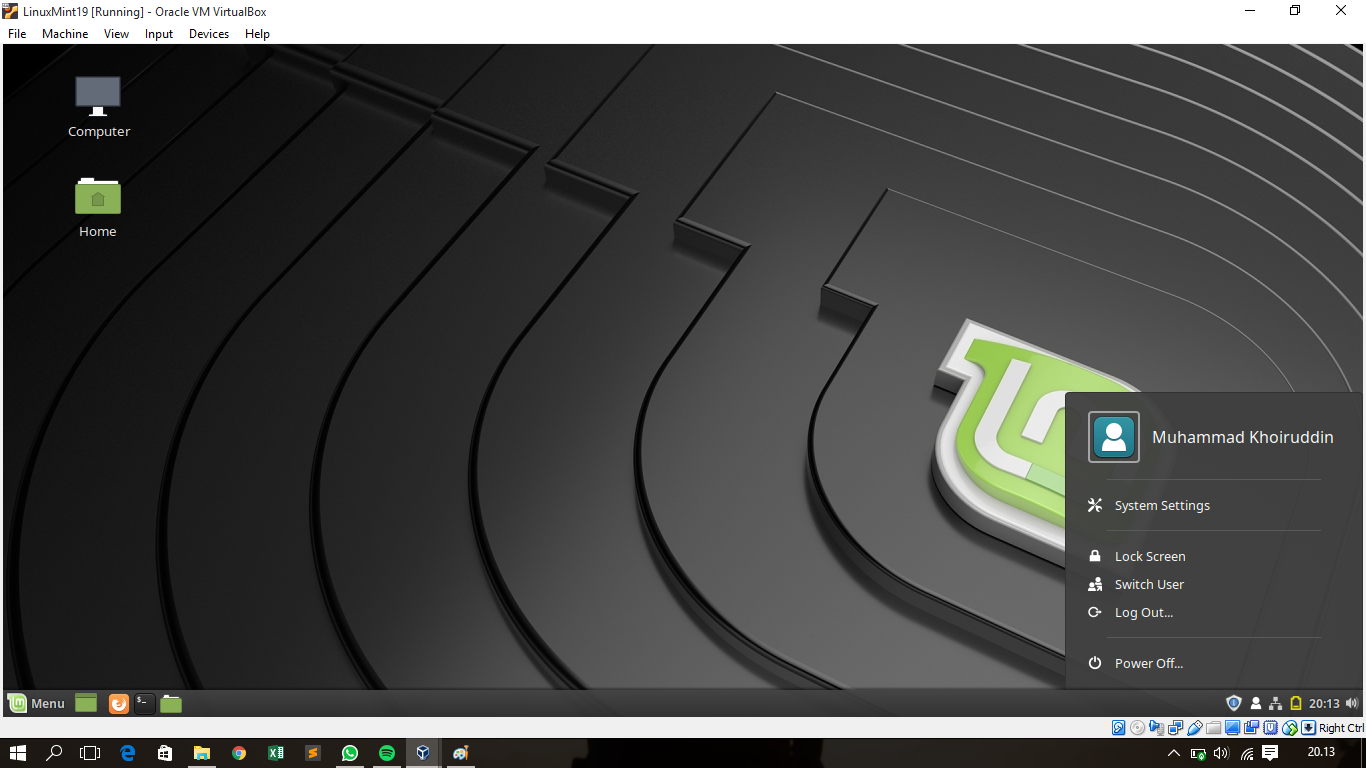 LinuxMint19 [Running] - Oracle VM VirtualBox
File Machine View Input Devices Help
Computer
Home
Muhammad Khoiruddin
System Settings
Lock Screen
Switch User
Log Out...
Power Off...
Menu
$-
20:13
Right Ctrl
20.13